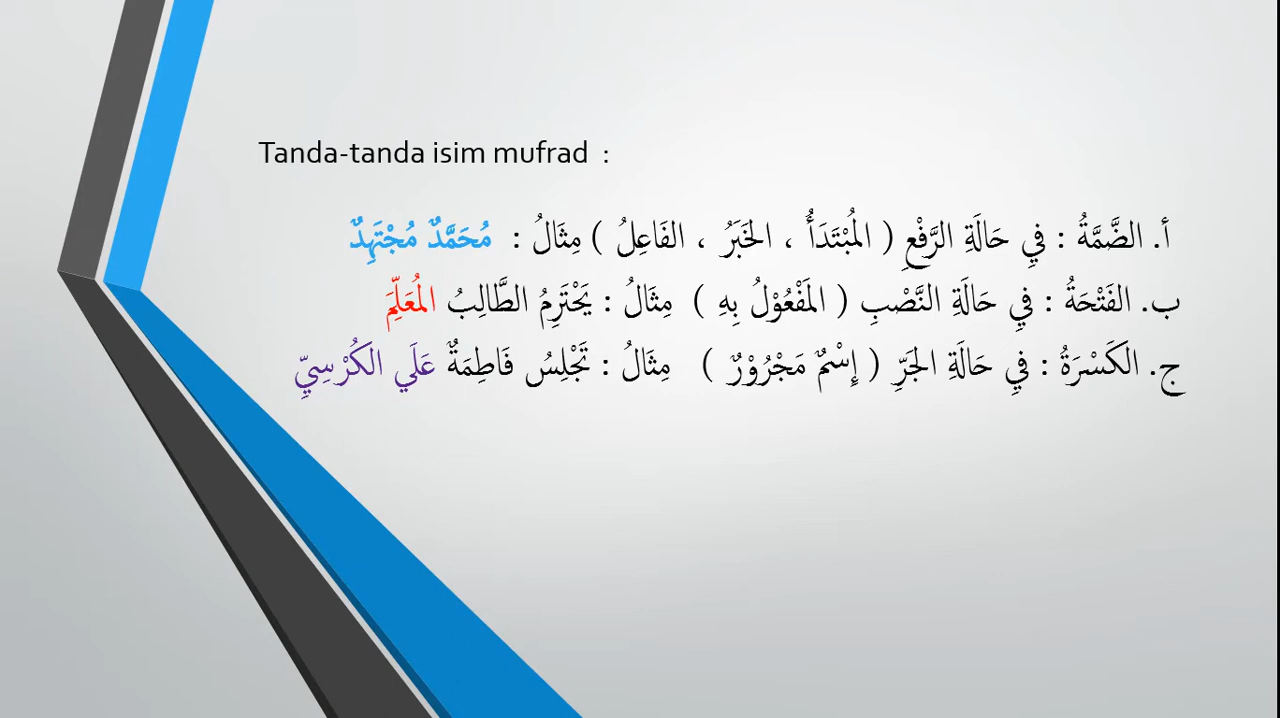 Tanda-tanda isim mufrad :
أ. الضَّمَّةُ : فِي حَالَةِ الرَّفْعِ ( المُبْتَدَأُ ، الخَبَرُ ، الفَاعِلُ ) مِثَالُ : مُحَمَّدٌ مُجْتَهِدٌ
ب. الفَتْحَةُ : فِي حَالَةِ النَّصْبِ ( المَفْعُوْلُ بِهِ ) مِثَالُ : يَحْتَرِمُ الطَّالِبُ المُعَلِّمَ
ج. الكَسْرَةُ : فِي حَالَةِ الجَرِّ ( إِسْمٌ مَجْرُوْرٌ ) مِثَالُ : تَجْلِسُ فَاطِمَةٌ عَلَي الكُرْسِيِّ